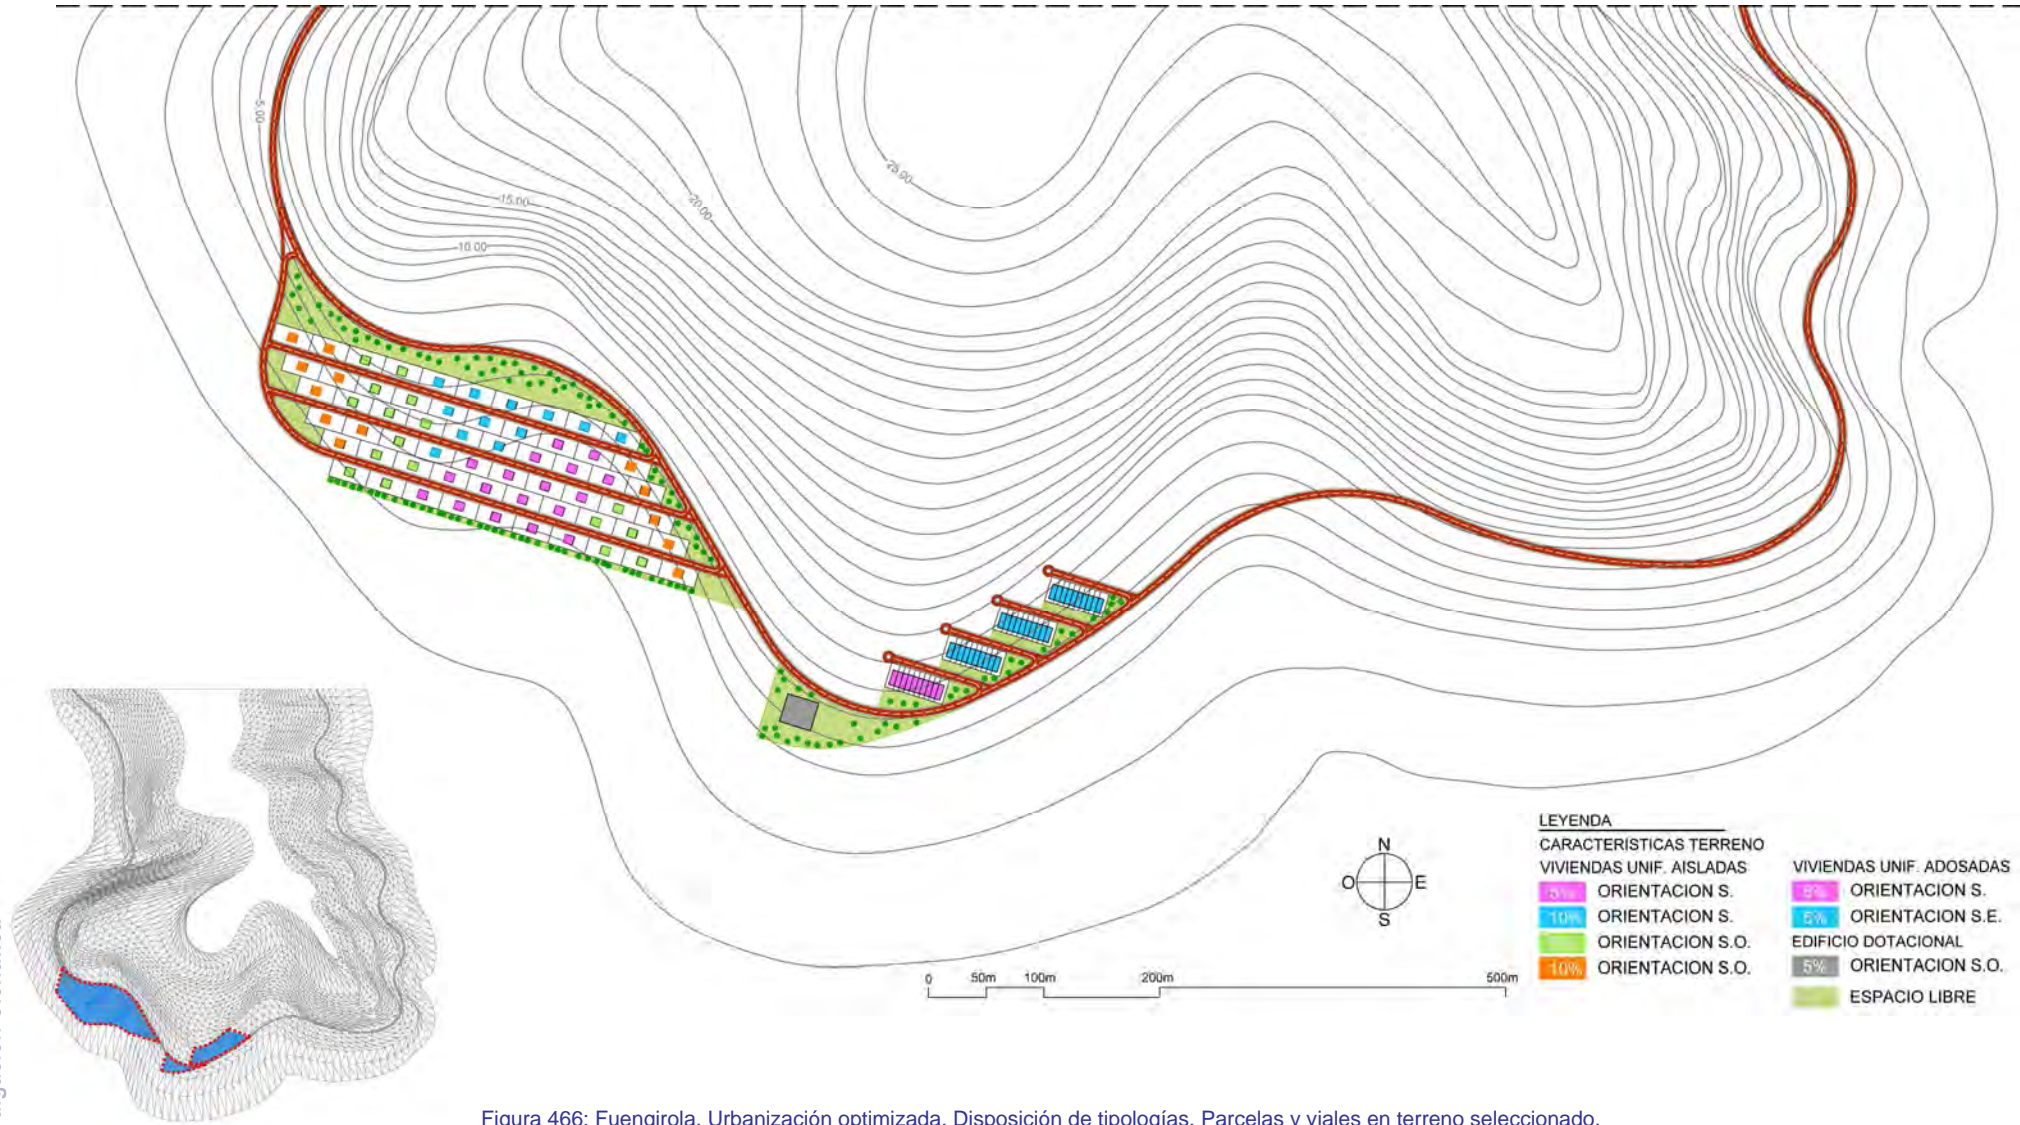 5.00
25.00
15.00
20.00
10.00
LEYENDA
CARACTERISTICAS TERRENO
VIVIENDAS UNIF. AISLADAS
5% ORIENTACION S.
10% ORIENTACION S.
ORIENTACION S.O.
10% ORIENTACION S.O.
VIVIENDAS UNIF. ADOSADAS
ORIENTACION S.
5% ORIENTACION S.E.
EDIFICIO DOTACIONAL
5% ORIENTACION S.O.
ESPACIO LIBRE
N
O E
S
0 50m 100m 200m 500m
Figura 466: Fuengirola. Urbanización optimizada. Disposición de tipologías. Parcelas y viales en terreno seleccionado.